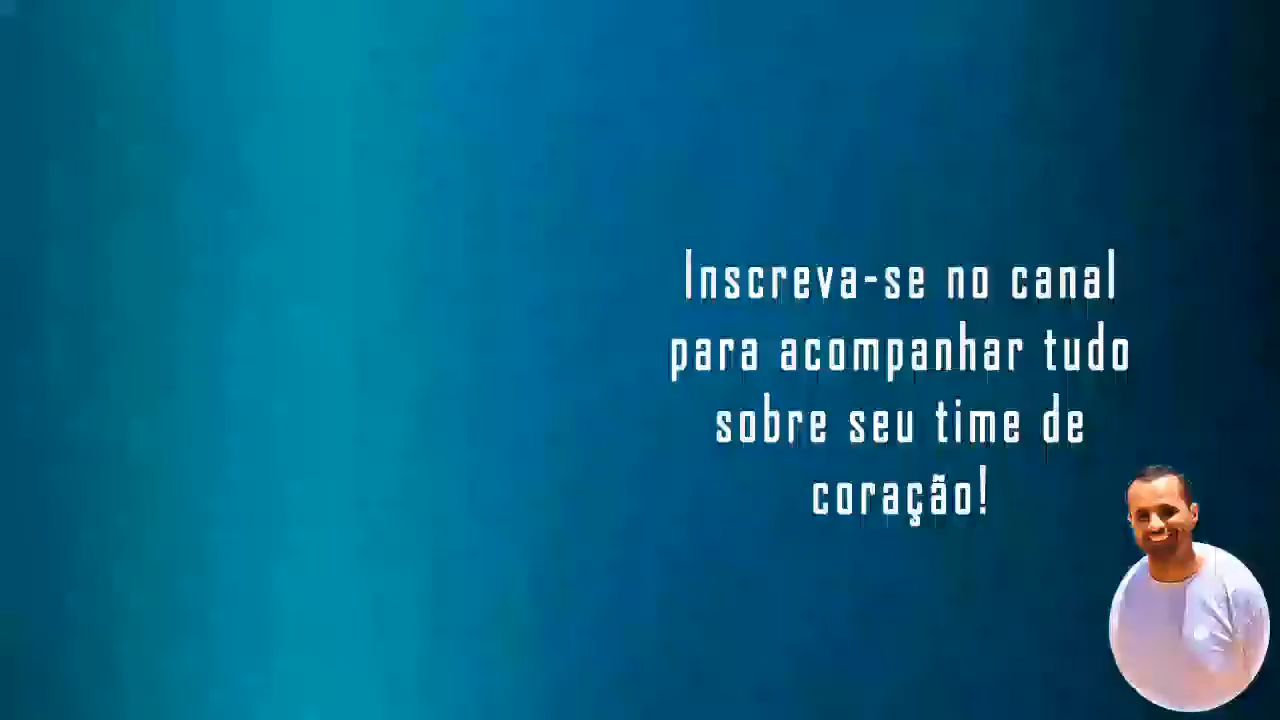 Inscreva-se no canal
para acompanhar tudo
sobre seu time de
coração!